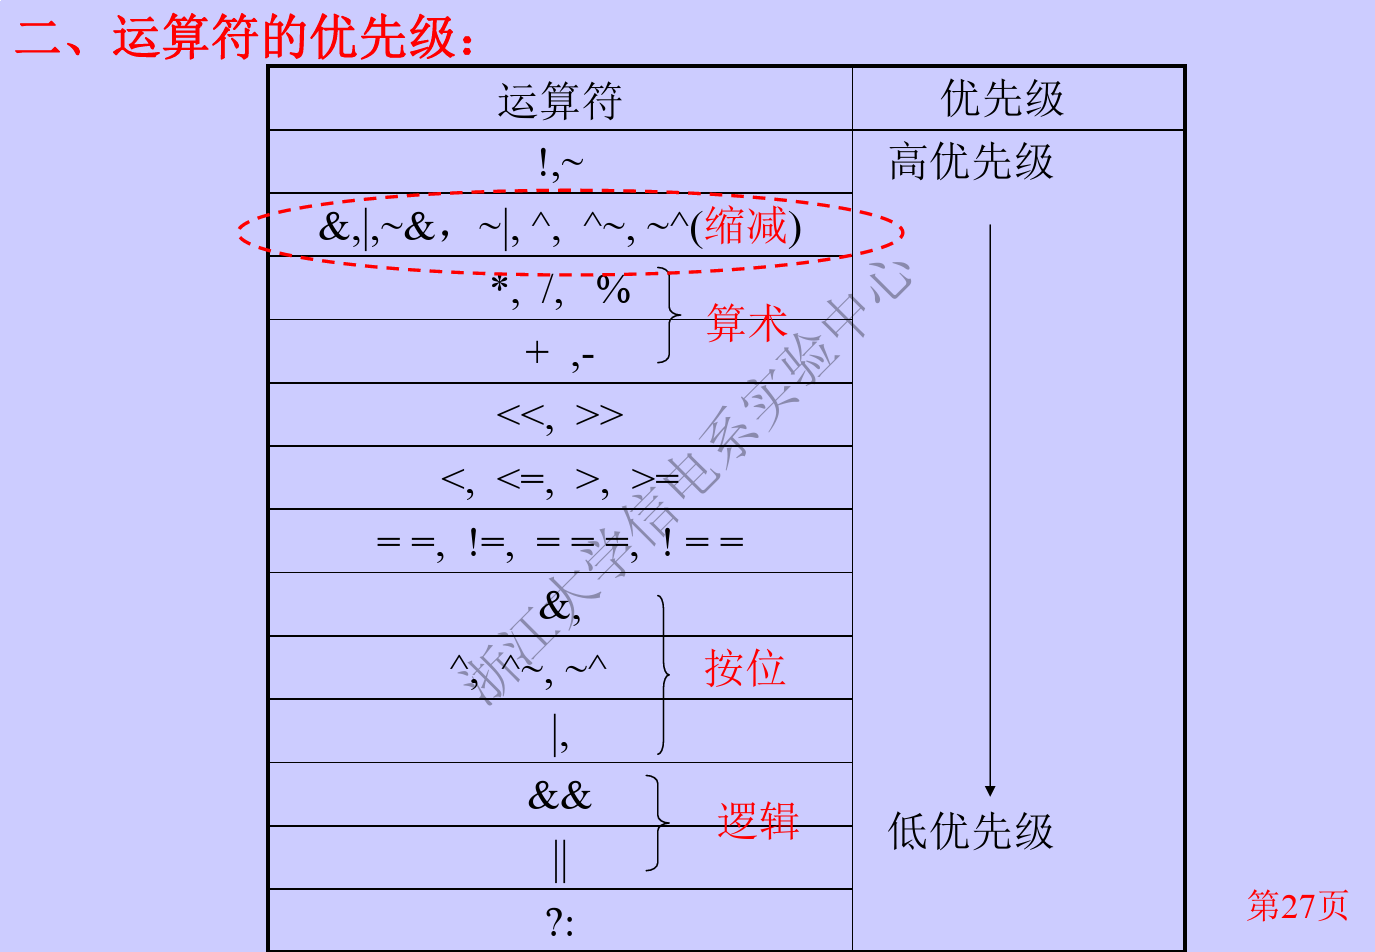 二、运算符的优先级：
运算符 优先级
!,~ 高优先级
&,|,~&，~|, ^, ^~, ~^(缩减)
*, /, %
算术
+ ,-
<<, >>
<, <=, >, >=
= =, !=, = = =, ! = =
&,
^, ^~, ~^ 按位
|,
&&
逻辑 低优先级
||
?:
第27页
浙江大学信电系实验中心